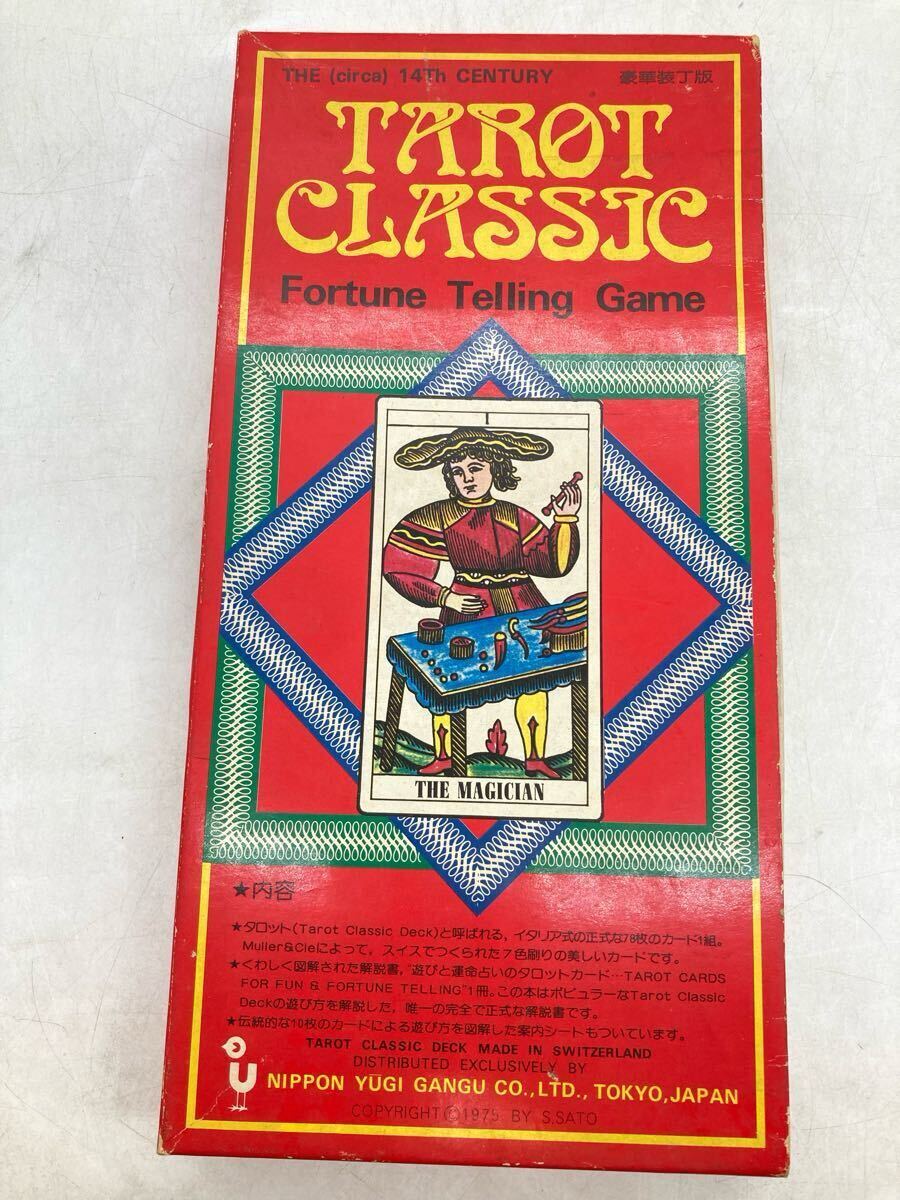 THE (circa) 14Th CENTURY 豪華装丁版
TAROT
CLASSIC
Fortune Telling Game
I
THE MAGICIAN
★内容
★タロット(Tarot Classic Deck)と呼ばれる,イタリア式の正式な78枚のカード1組。
Muller&Cieによって,スイスでつくられた7色刷りの美しいカードです。
★くわしく図解された解説書,"遊びと運命占いのタロットカード…TAROT CARDS
FOR FUN & FORTUNE TELLING"1冊。この本はポピュラーなTarot Classic
Deckの遊び方を解説した,唯一の完全で正式な解説書です。
★伝統的な10枚のカードによる遊び方を図解した案内シートもついています。
TAROT CLASSIC DECK MADE IN SWITZERLAND
DISTRIBUTED EXCLUSIVELY BY
NIPPON YUGI GANGU CO.,LTD., TOKYO,JAPAN
COPYRIGHT ©1975 BY S.SATO